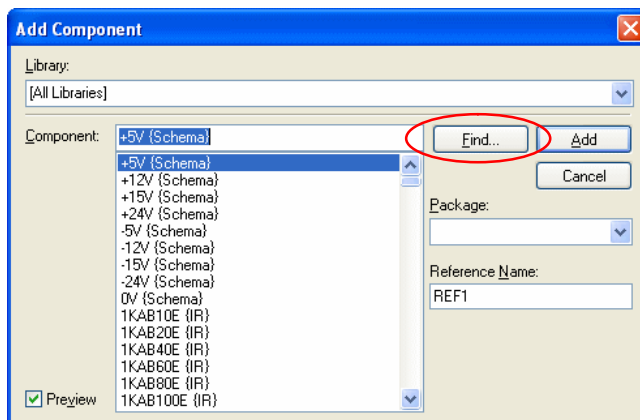 Add Component
Library:
[All Libraries]
Component:
+5V {Schema}
Find...
Add
+5V {Schema}
+12V {Schema}
+15V {Schema}
+24V {Schema}
-5V {Schema}
-12V {Schema}
-15V {Schema}
-24V {Schema}
0V {Schema}
1KAB10E {IR}
1KAB20E {IR}
1KAB40E {IR}
1KAB60E {IR}
1KAB80E {IR}
1KAB100E {IR}
Cancel
Package:
Reference Name:
REF1
Preview